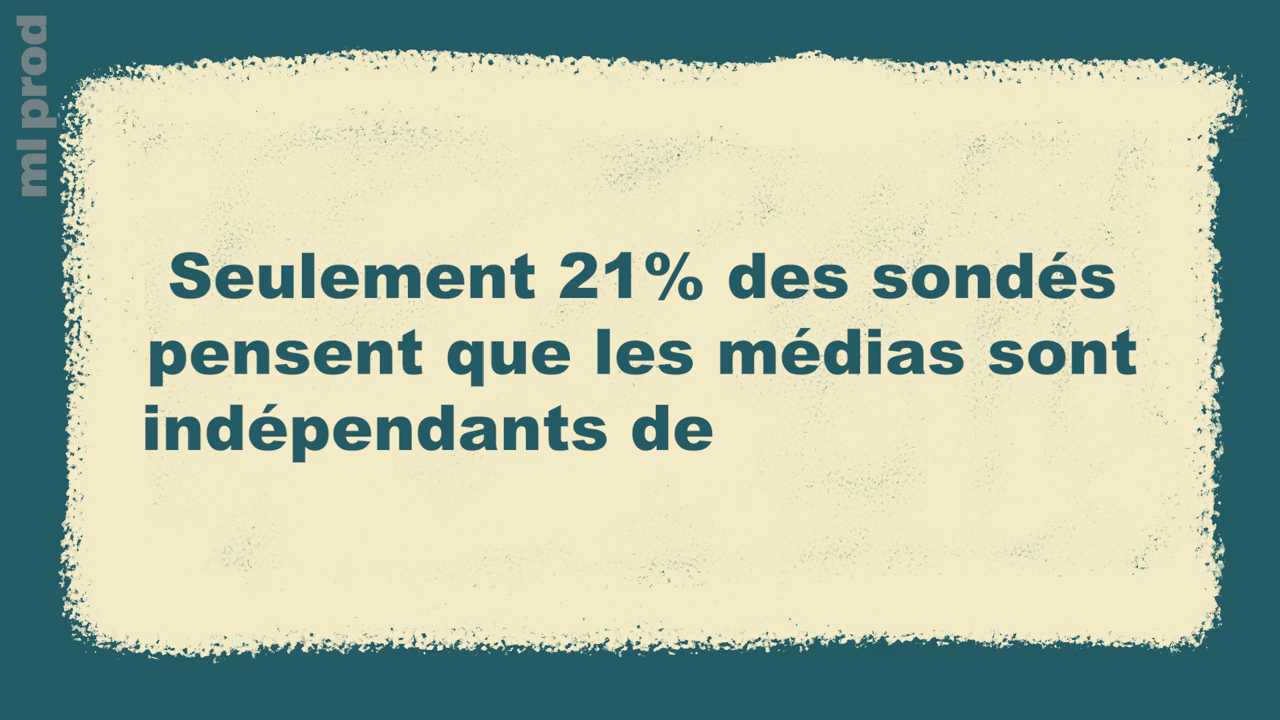 ml prod
Seulement 21% des sondés
pensent que les médias sont
indépendants de